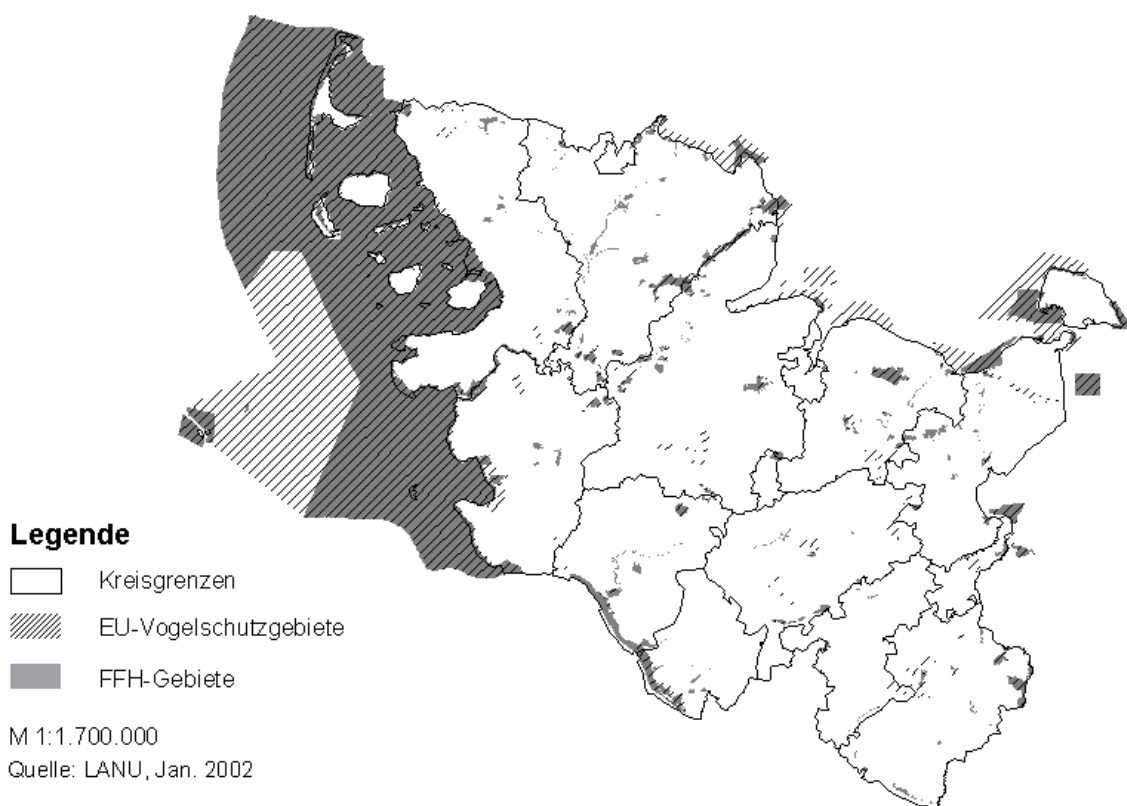 Legende
Kreisgrenzen
EU-Vogelschutzgebiete
FFH-Gebiete
M 1:1.700.000
Quelle: LANU, Jan. 2002